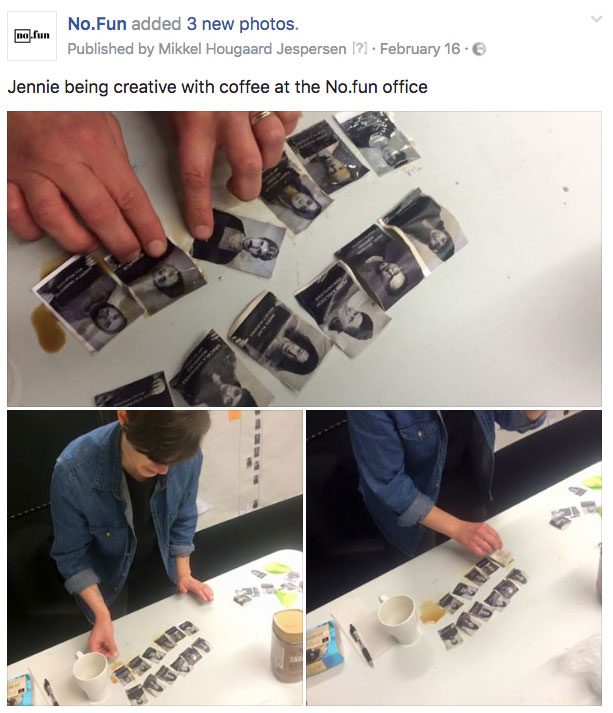 no.fun
No.Fun added 3 new photos.
Published by Mikkel Hougaard Jespersen [?] · February 16 ·
Jennie being creative with coffee at the No.fun office